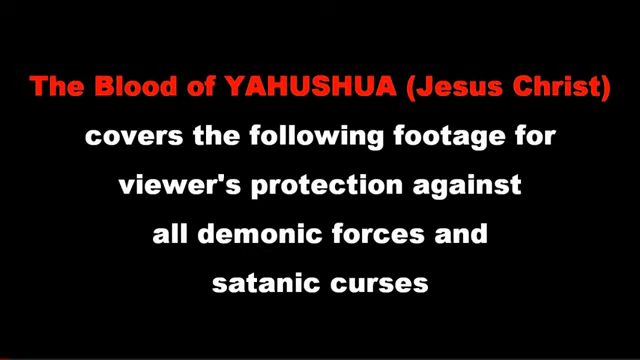 The Blood of YAHUSHUA (Jesus Christ)
covers the following footage for
viewer's protection against
all demonic forces and
satanic curses